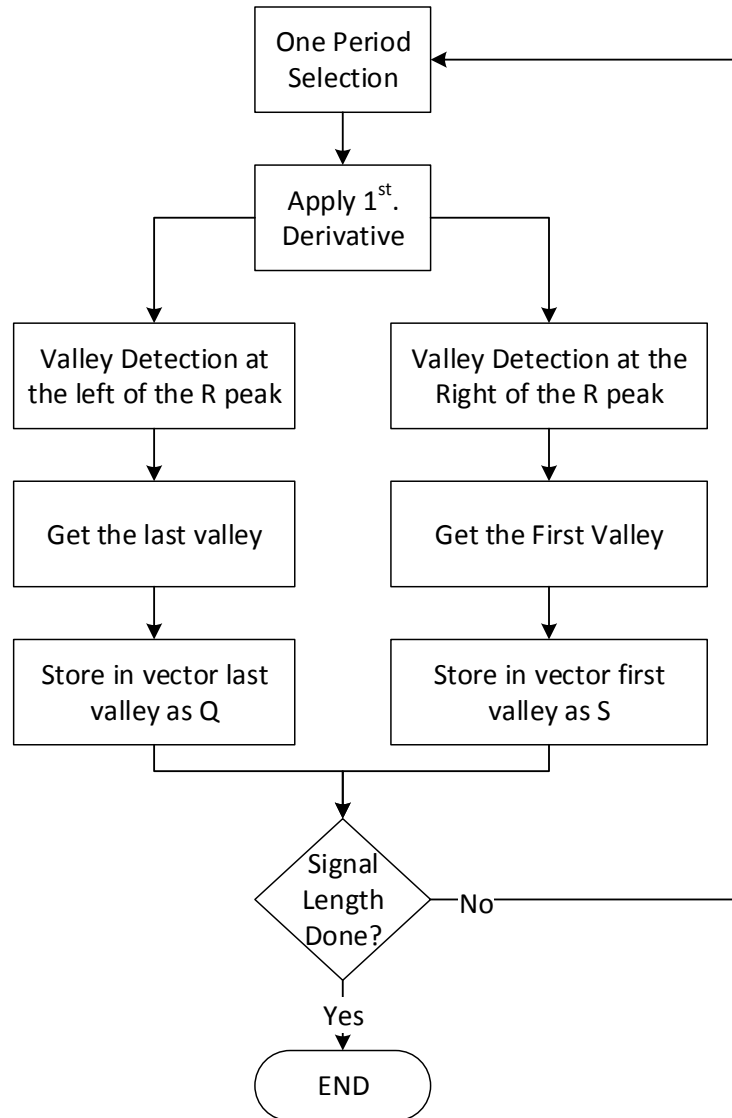 One Period
Selection
Apply 1st.
Derivative
Valley Detection at
the left of the R peak
Valley Detection at the
Right of the R peak
Get the last valley
Get the First Valley
Store in vector last
valley as Q
Store in vector first
valley as S
Signal
Length
Done?
No
Yes
END